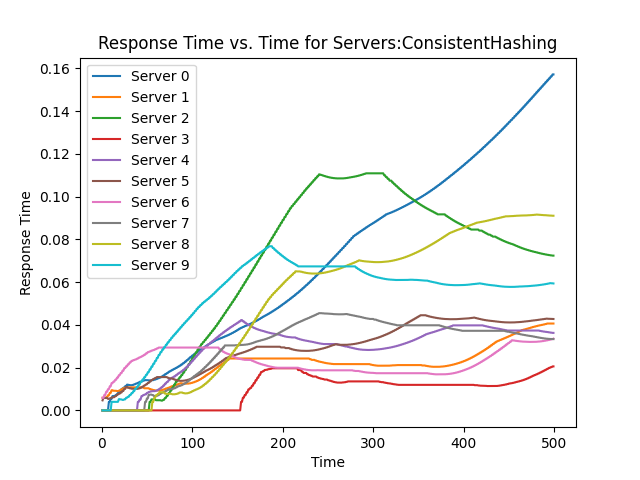 Response Time vs. Time for Servers:ConsistentHashing
Response Time
0.16
0.14
0.12
0.10
0.08
0.06
0.04
0.02
0.00
Server 0
Server 1
Server 2
Server 3
Server 4
Server 5
Server 6
Server 7
Server 8
Server 9
0
100
200
300
400
500
Time